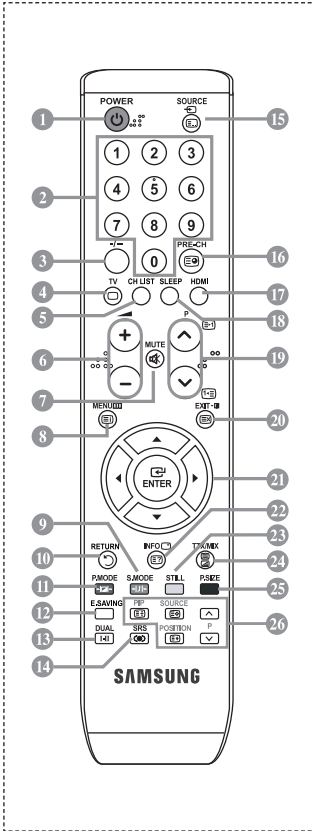 POWER SOURCE
1 15
1 2 3
2
4 5 6
7 8 9
-/-- 0 PRE-CH
3 16
TV CH LIST SLEEP HDMI
4 17
5 18
+ P
6 MUTE 19
7
−
MENU EXIT
8 20
ENTER
21
22
9 23
RETURN INFO TTX/MIX
10 24
P.MODE S.MODE STILL P.SIZE
11 25
E.SAVING PIP SOURCE
12 26
DUAL SRS POSITION P
13 I-II
14
SAMSUNG